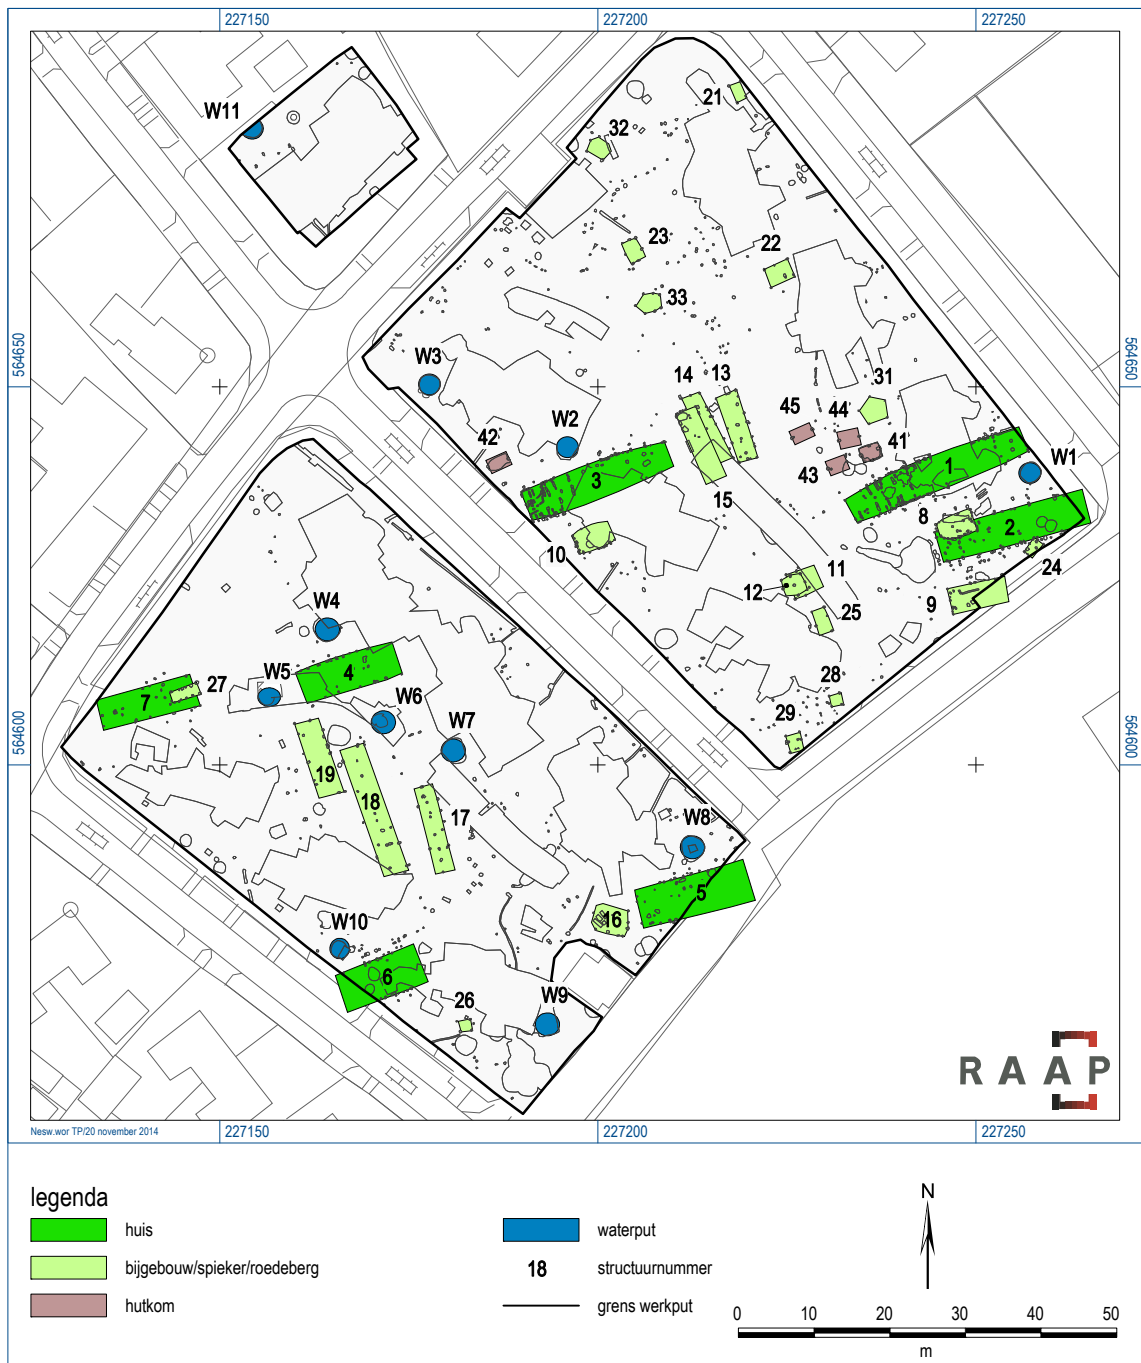 227150
227200
227250
W11
21
32
23
22
33
564650
564650
W3
14
13
31
W2
45
44
42
41
43
1
W1
3
15
8
2
10
24
11
12
9
W4
25
4
W5
27
28
7
W6
29
W7
564600
564600
19
18
17
W8
5
16
W10
6
26
W9
RAAP
Nesw.wor TP/20 november 2014
227150
227200
227250
legenda
huis
bijgebouw/spieker/roedeberg
hutkom
waterput
18 structuurnummer
grens werkput
N
0 10 20 30 40 50
m